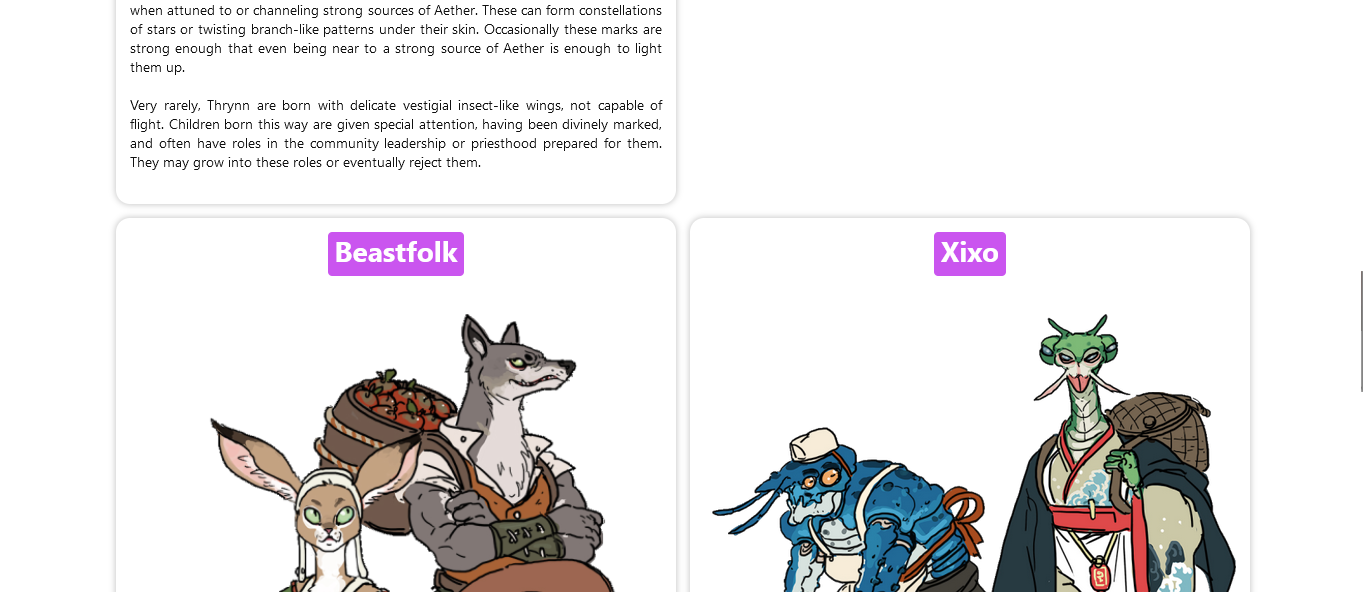 when attuned to or channeling strong sources of Aether. These can form constellations
of stars or twisting branch-like patterns under their skin. Occasionally these marks are
strong enough that even being near to a strong source of Aether is enough to light
them up.
Very rarely, Thrynn are born with delicate vestigial insect-like wings, not capable of
flight. Children born this way are given special attention, having been divinely marked,
and often have roles in the community leadership or priesthood prepared for them.
They may grow into these roles or eventually reject them.
Beastfolk
Xixo